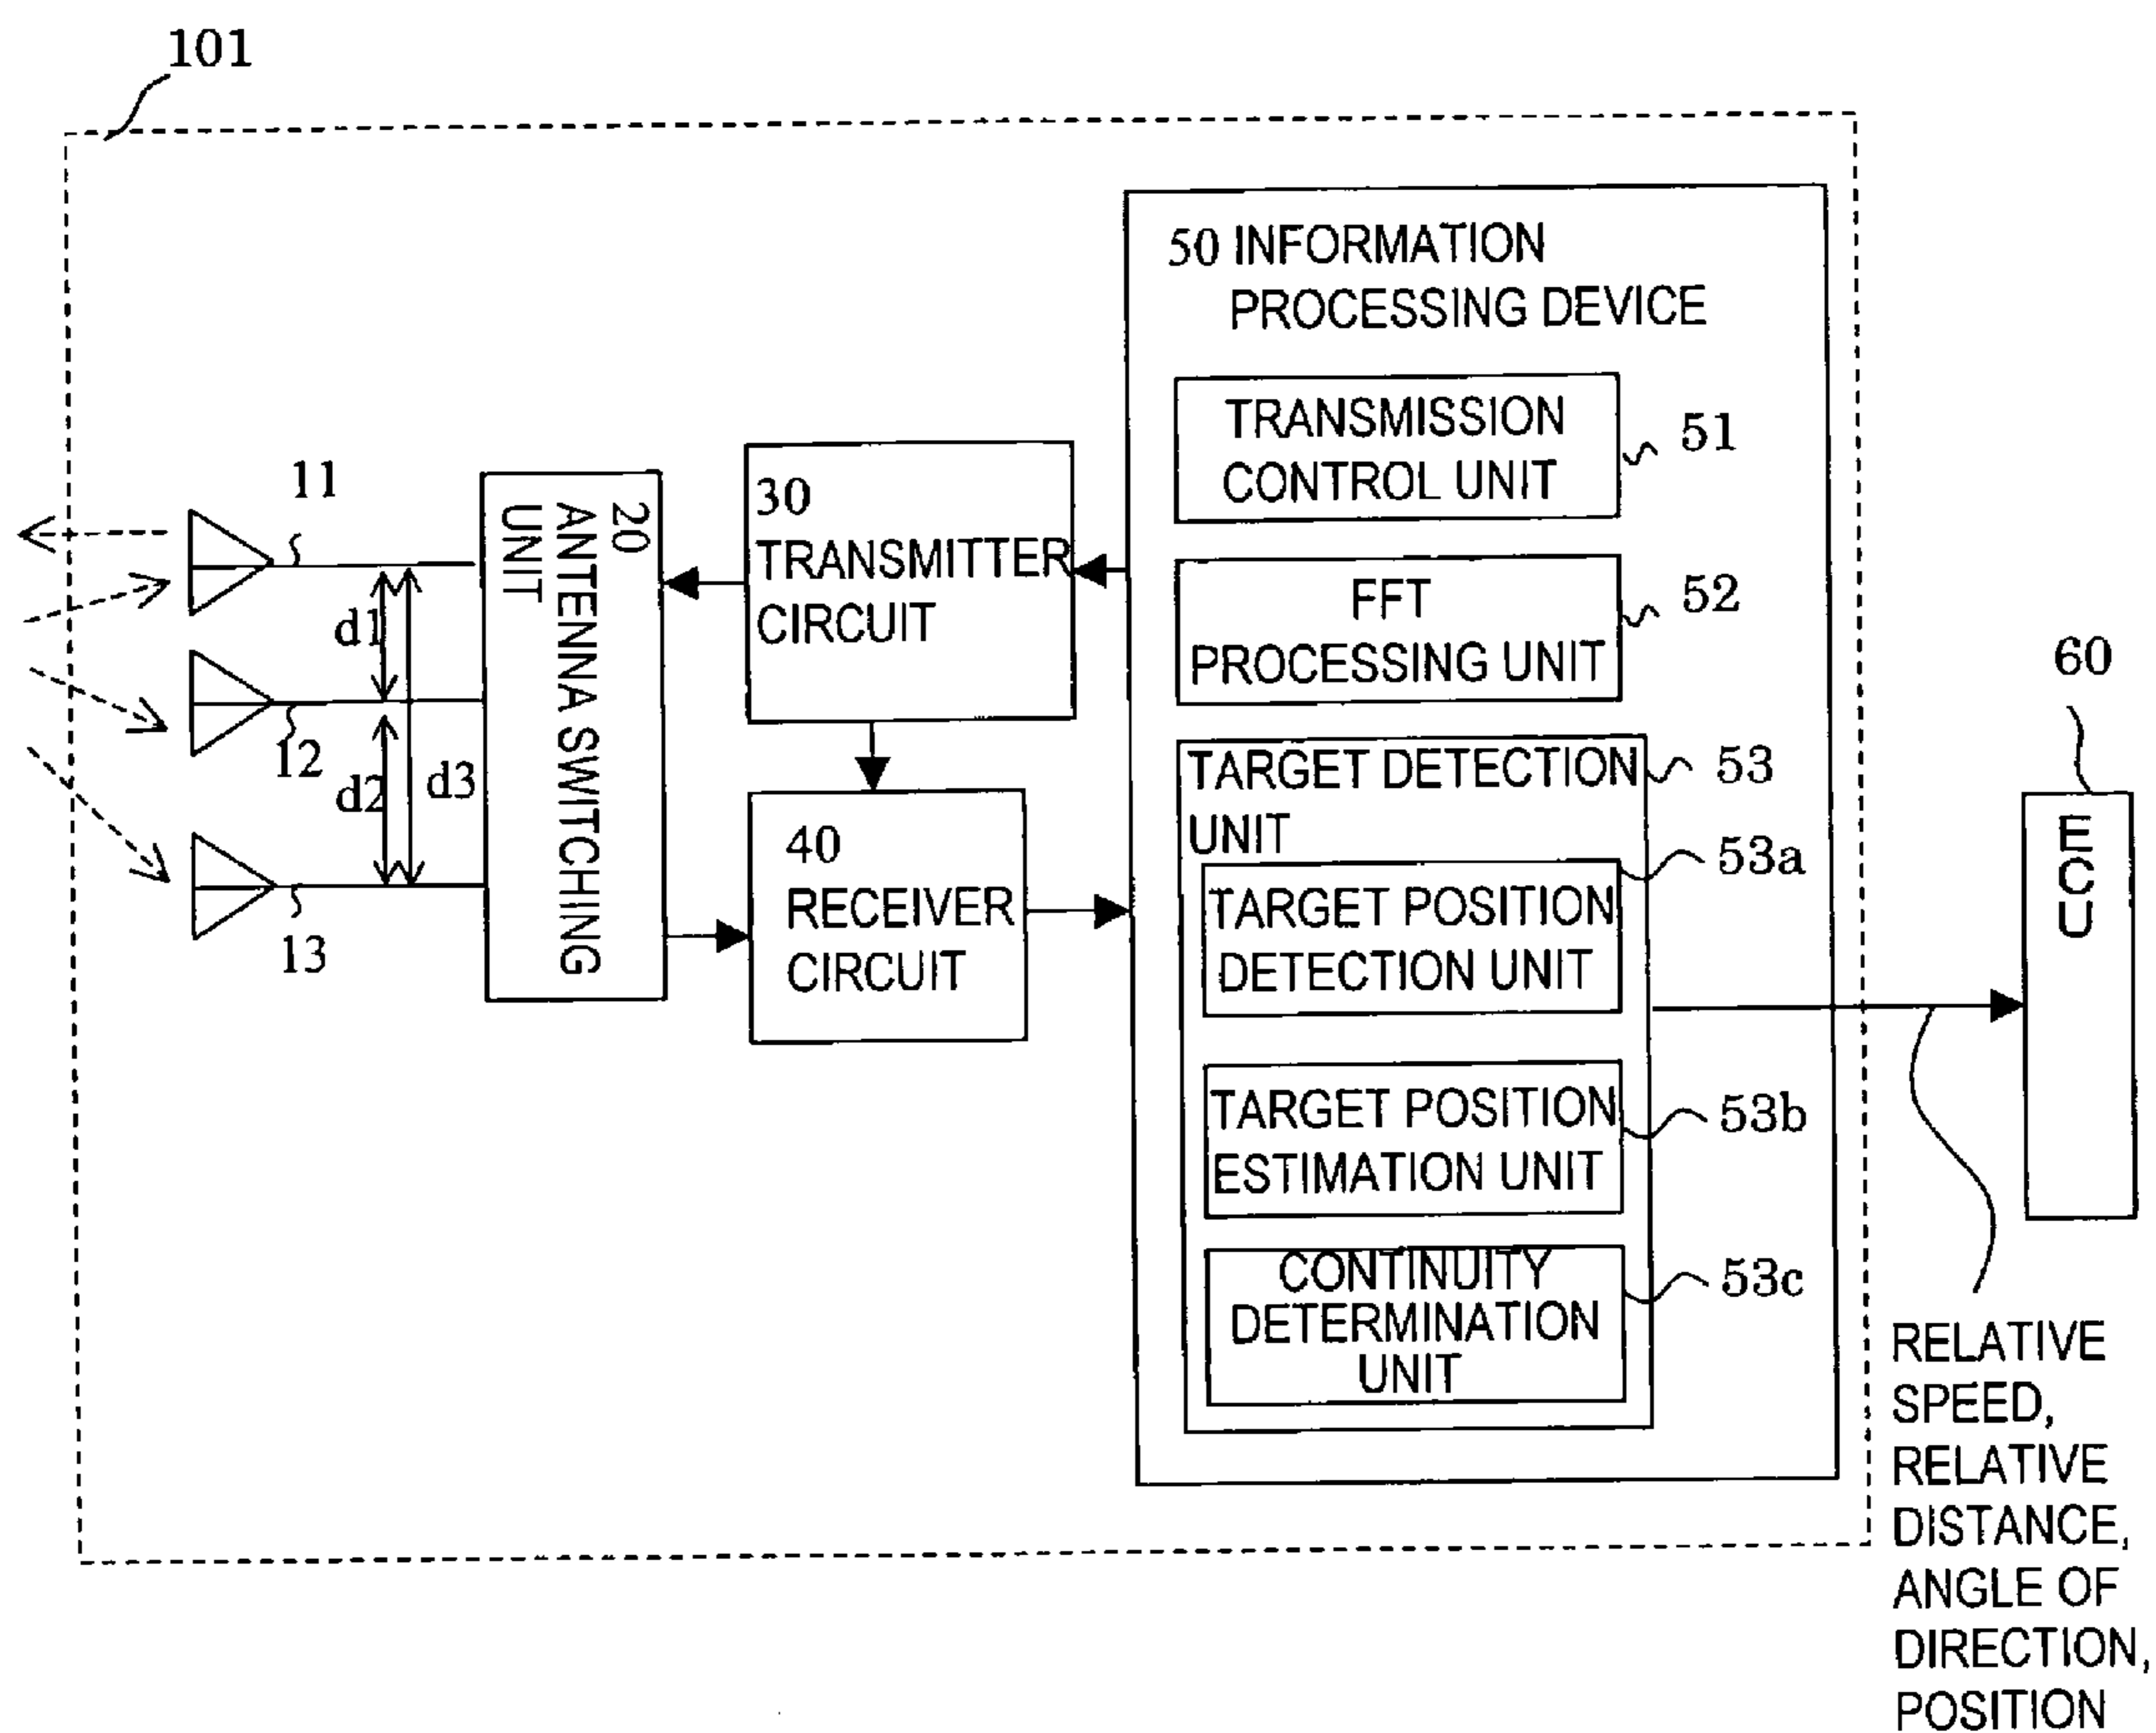 101
50 INFORMATION
PROCESSING DEVICE
TRANSMISSION
CONTROL UNIT
51
FFT
PROCESSING UNIT
52
TARGET DETECTION
UNIT
53
TARGET POSITION
DETECTION UNIT
53a
TARGET POSITION
ESTIMATION UNIT
53b
CONTINUITY
DETERMINATION
UNIT
53c
11
12
13
d1
d2
d3
20
ANTENNA SWITCHING
UNIT
30
TRANSMITTER
CIRCUIT
40
RECEIVER
CIRCUIT
60
ECU
RELATIVE
SPEED,
RELATIVE
DISTANCE,
ANGLE OF
DIRECTION,
POSITION